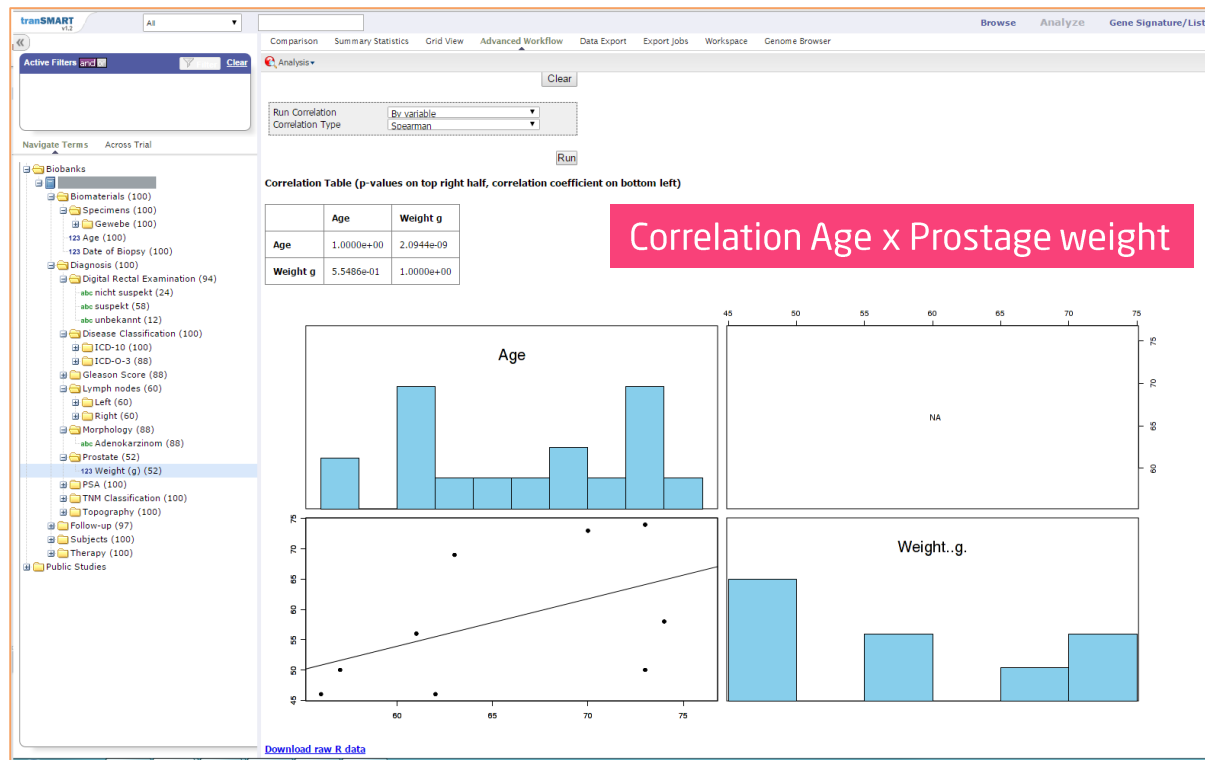 tranSMART
v1.2
All
Browse Analyze Gene Signature/List
Comparison Summary Statistics Grid View Advanced Workflow Data Export Export Jobs Workspace Genome Browser
Active Filters and Clear
Analysis
Clear
Run Correlation By variable
Correlation Type Spearman
Run
Navigate Terms Across Trial
Biobanks
Biomaterials (100)
Specimens (100)
Gewebe (100)
123 Age (100)
123 Date of Biopsy (100)
Diagnosis (100)
Digital Rectal Examination (94)
abc nicht suspekt (24)
abc suspekt (58)
abc unbekannt (12)
Disease Classification (100)
ICD-10 (100)
ICD-O-3 (88)
Gleason Score (88)
Lymph nodes (60)
Left (60)
Right (60)
Morphology (88)
abc Adenokarzinom (88)
Prostate (52)
123 Weight (g) (52)
PSA (100)
TNM Classification (100)
Topography (100)
Follow-up (97)
Subjects (100)
Therapy (100)
Public Studies
Correlation Table (p-values on top right half, correlation coefficient on bottom left)
Age Weight g
Age 1.0000e+00 2.0944e-09
Weight g 5.5486e-01 1.0000e+00
Correlation Age x Prostage weight
45 50 55 60 65 70 75
Age
NA
75
70
65
60
75
70
65
60
55
50
45
Weight..g.
60 65 70 75
Download raw R data